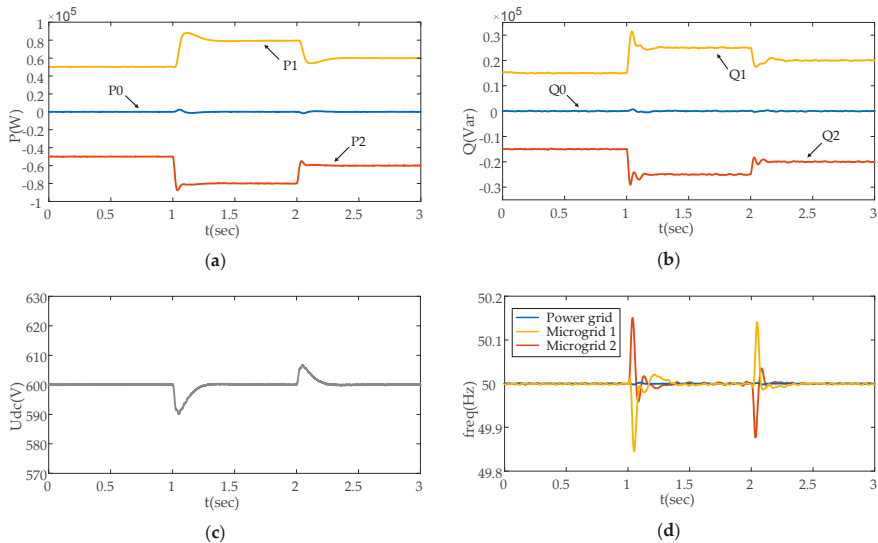 ×10⁵
1
0.8
0.6
0.4
0.2
0
-0.2
-0.4
-0.6
-0.8
-1
P(W)
P1
P0
P2
0 0.5 1 1.5 2 2.5 3
t(sec)
(a)
×10⁵
0.3
0.2
0.1
0
-0.1
-0.2
-0.3
Q(Var)
Q1
Q0
Q2
0 0.5 1 1.5 2 2.5 3
t(sec)
(b)
630
620
610
600
590
580
570
Udc(V)
0 0.5 1 1.5 2 2.5 3
t(sec)
(c)
50.2
50.1
50
49.9
49.8
freq(Hz)
Power grid
Microgrid 1
Microgrid 2
0 0.5 1 1.5 2 2.5 3
t(sec)
(d)